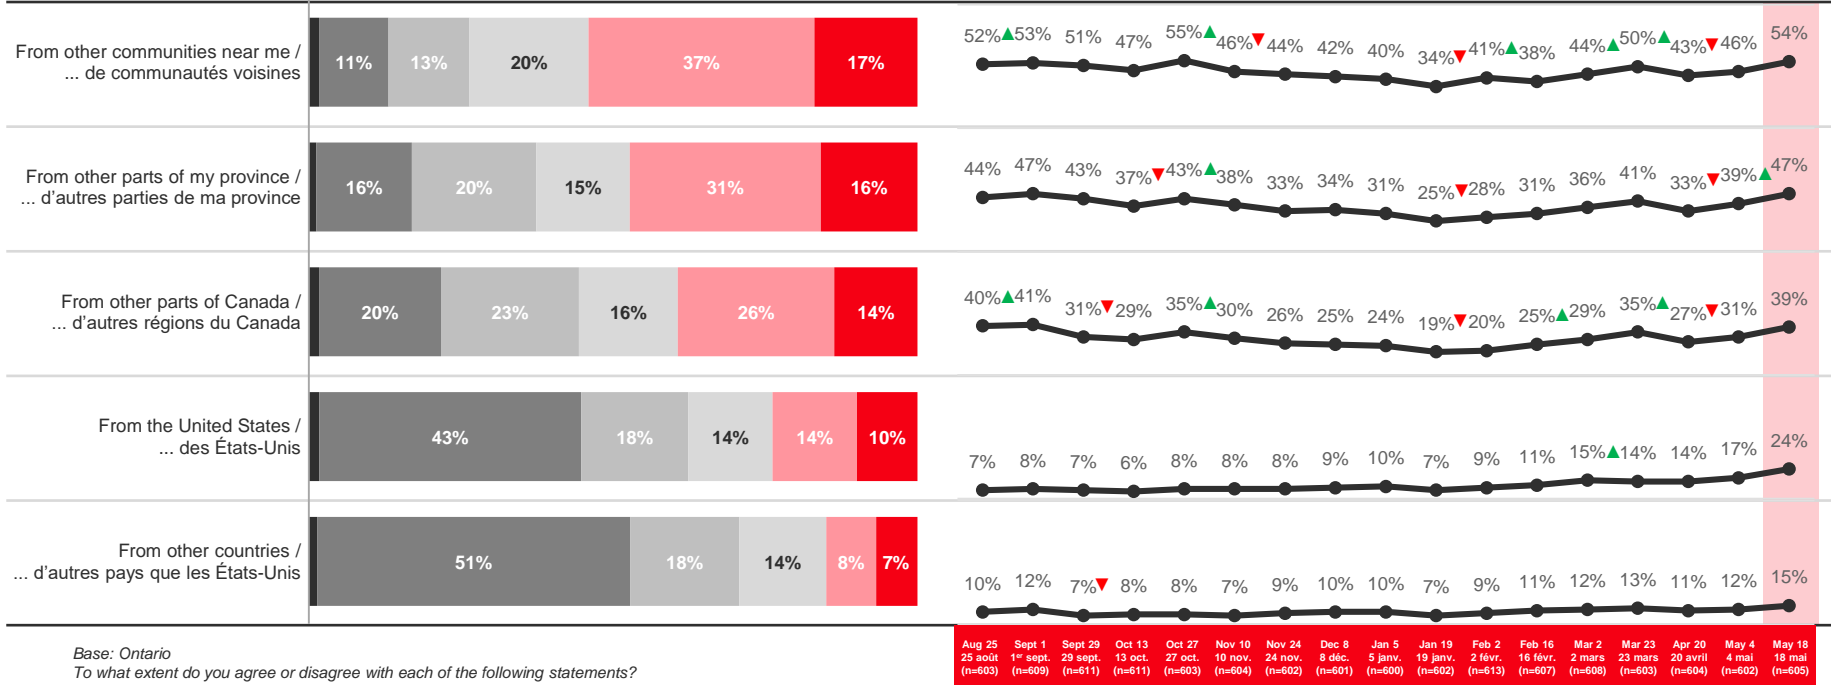 From other communities near me /
... de communautés voisines
11% 13% 20% 37% 17%
52%▲53% 51% 47% 55%▲46%▼44% 42% 40% 34%▼41%▲38% 44%▲50%▲43%▼46% 54%
From other parts of my province /
... d'autres parties de ma province
16% 20% 15% 31% 16%
44% 47% 43% 37%▼43%▲38% 33% 34% 31% 25%▼28% 31% 36% 41% 33%▼39%▲47%
From other parts of Canada /
... d'autres régions du Canada
20% 23% 16% 26% 14%
40%▲41% 31%▼29% 35%▲30% 26% 25% 24% 19%▼20% 25%▲29% 35%▲27%▼31% 39%
From the United States /
... des États-Unis
43% 18% 14% 14% 10%
7% 8% 7% 6% 8% 8% 8% 9% 10% 7% 9% 11% 15%▲14% 14% 17% 24%
From other countries /
... d'autres pays que les États-Unis
51% 18% 14% 8% 7%
10% 12% 7%▼ 8% 8% 7% 9% 10% 10% 7% 9% 11% 12% 13% 11% 12% 15%
Aug 25 Sept 1 Sept 29 Oct 13 Oct 27 Nov 10 Nov 24 Dec 8 Jan 5 Jan 19 Feb 2 Feb 16 Mar 2 Mar 23 Apr 20 May 4 May 18
25 août 1er sept. 29 sept. 13 oct. 27 oct. 10 nov. 24 nov. 8 déc. 5 janv. 19 janv. 2 févr. 16 févr. 2 mars 23 mars 20 avril 4 mai 18 mai
(n=603) (n=609) (n=611) (n=611) (n=603) (n=604) (n=602) (n=601) (n=600) (n=602) (n=613) (n=607) (n=608) (n=603) (n=604) (n=602) (n=605)
Base: Ontario
To what extent do you agree or disagree with each of the following statements?